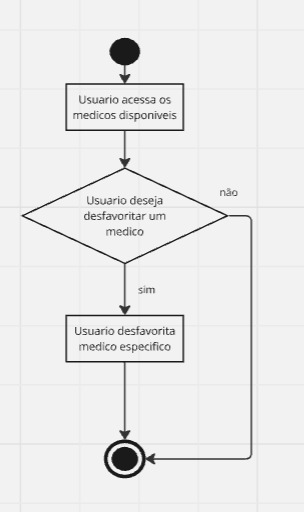 Usuario acessa os
medicos disponiveis
Usuario deseja
desfavoritar um
medico
não
sim
Usuario desfavorita
medico especifico